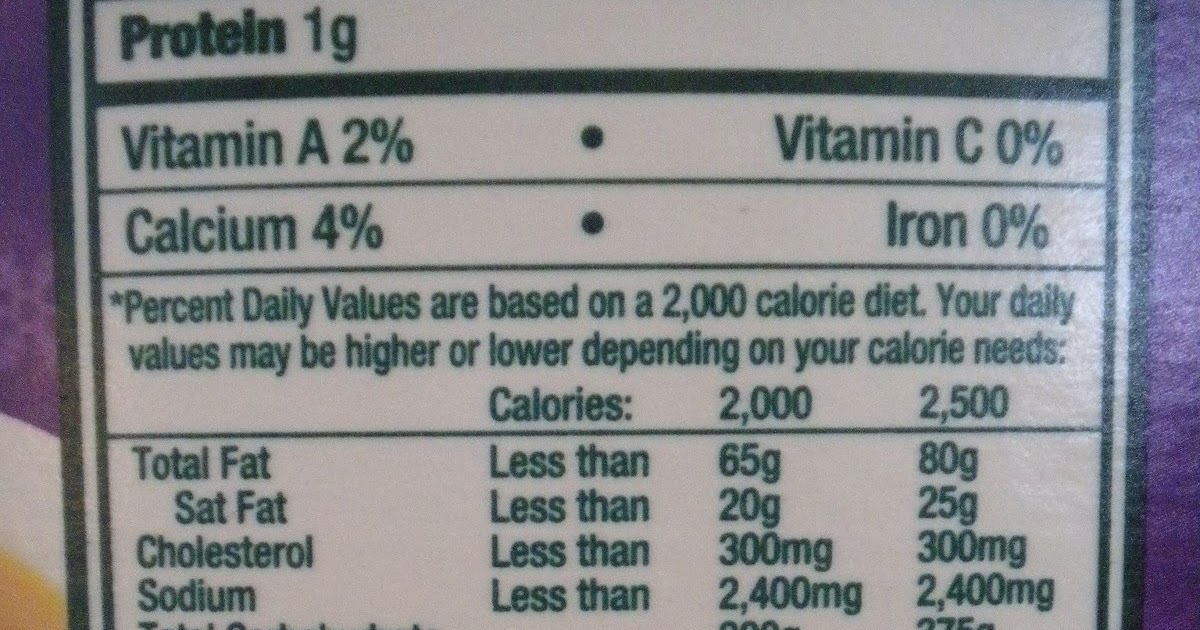 Protein 1g
Vitamin A 2% • Vitamin C 0%
Calcium 4% • Iron 0%
*Percent Daily Values are based on a 2,000 calorie diet. Your daily
values may be higher or lower depending on your calorie needs:
Calories: 2,000 2,500
Total Fat Less than 65g 80g
Sat Fat Less than 20g 25g
Cholesterol Less than 300mg 300mg
Sodium Less than 2,400mg 2,400mg